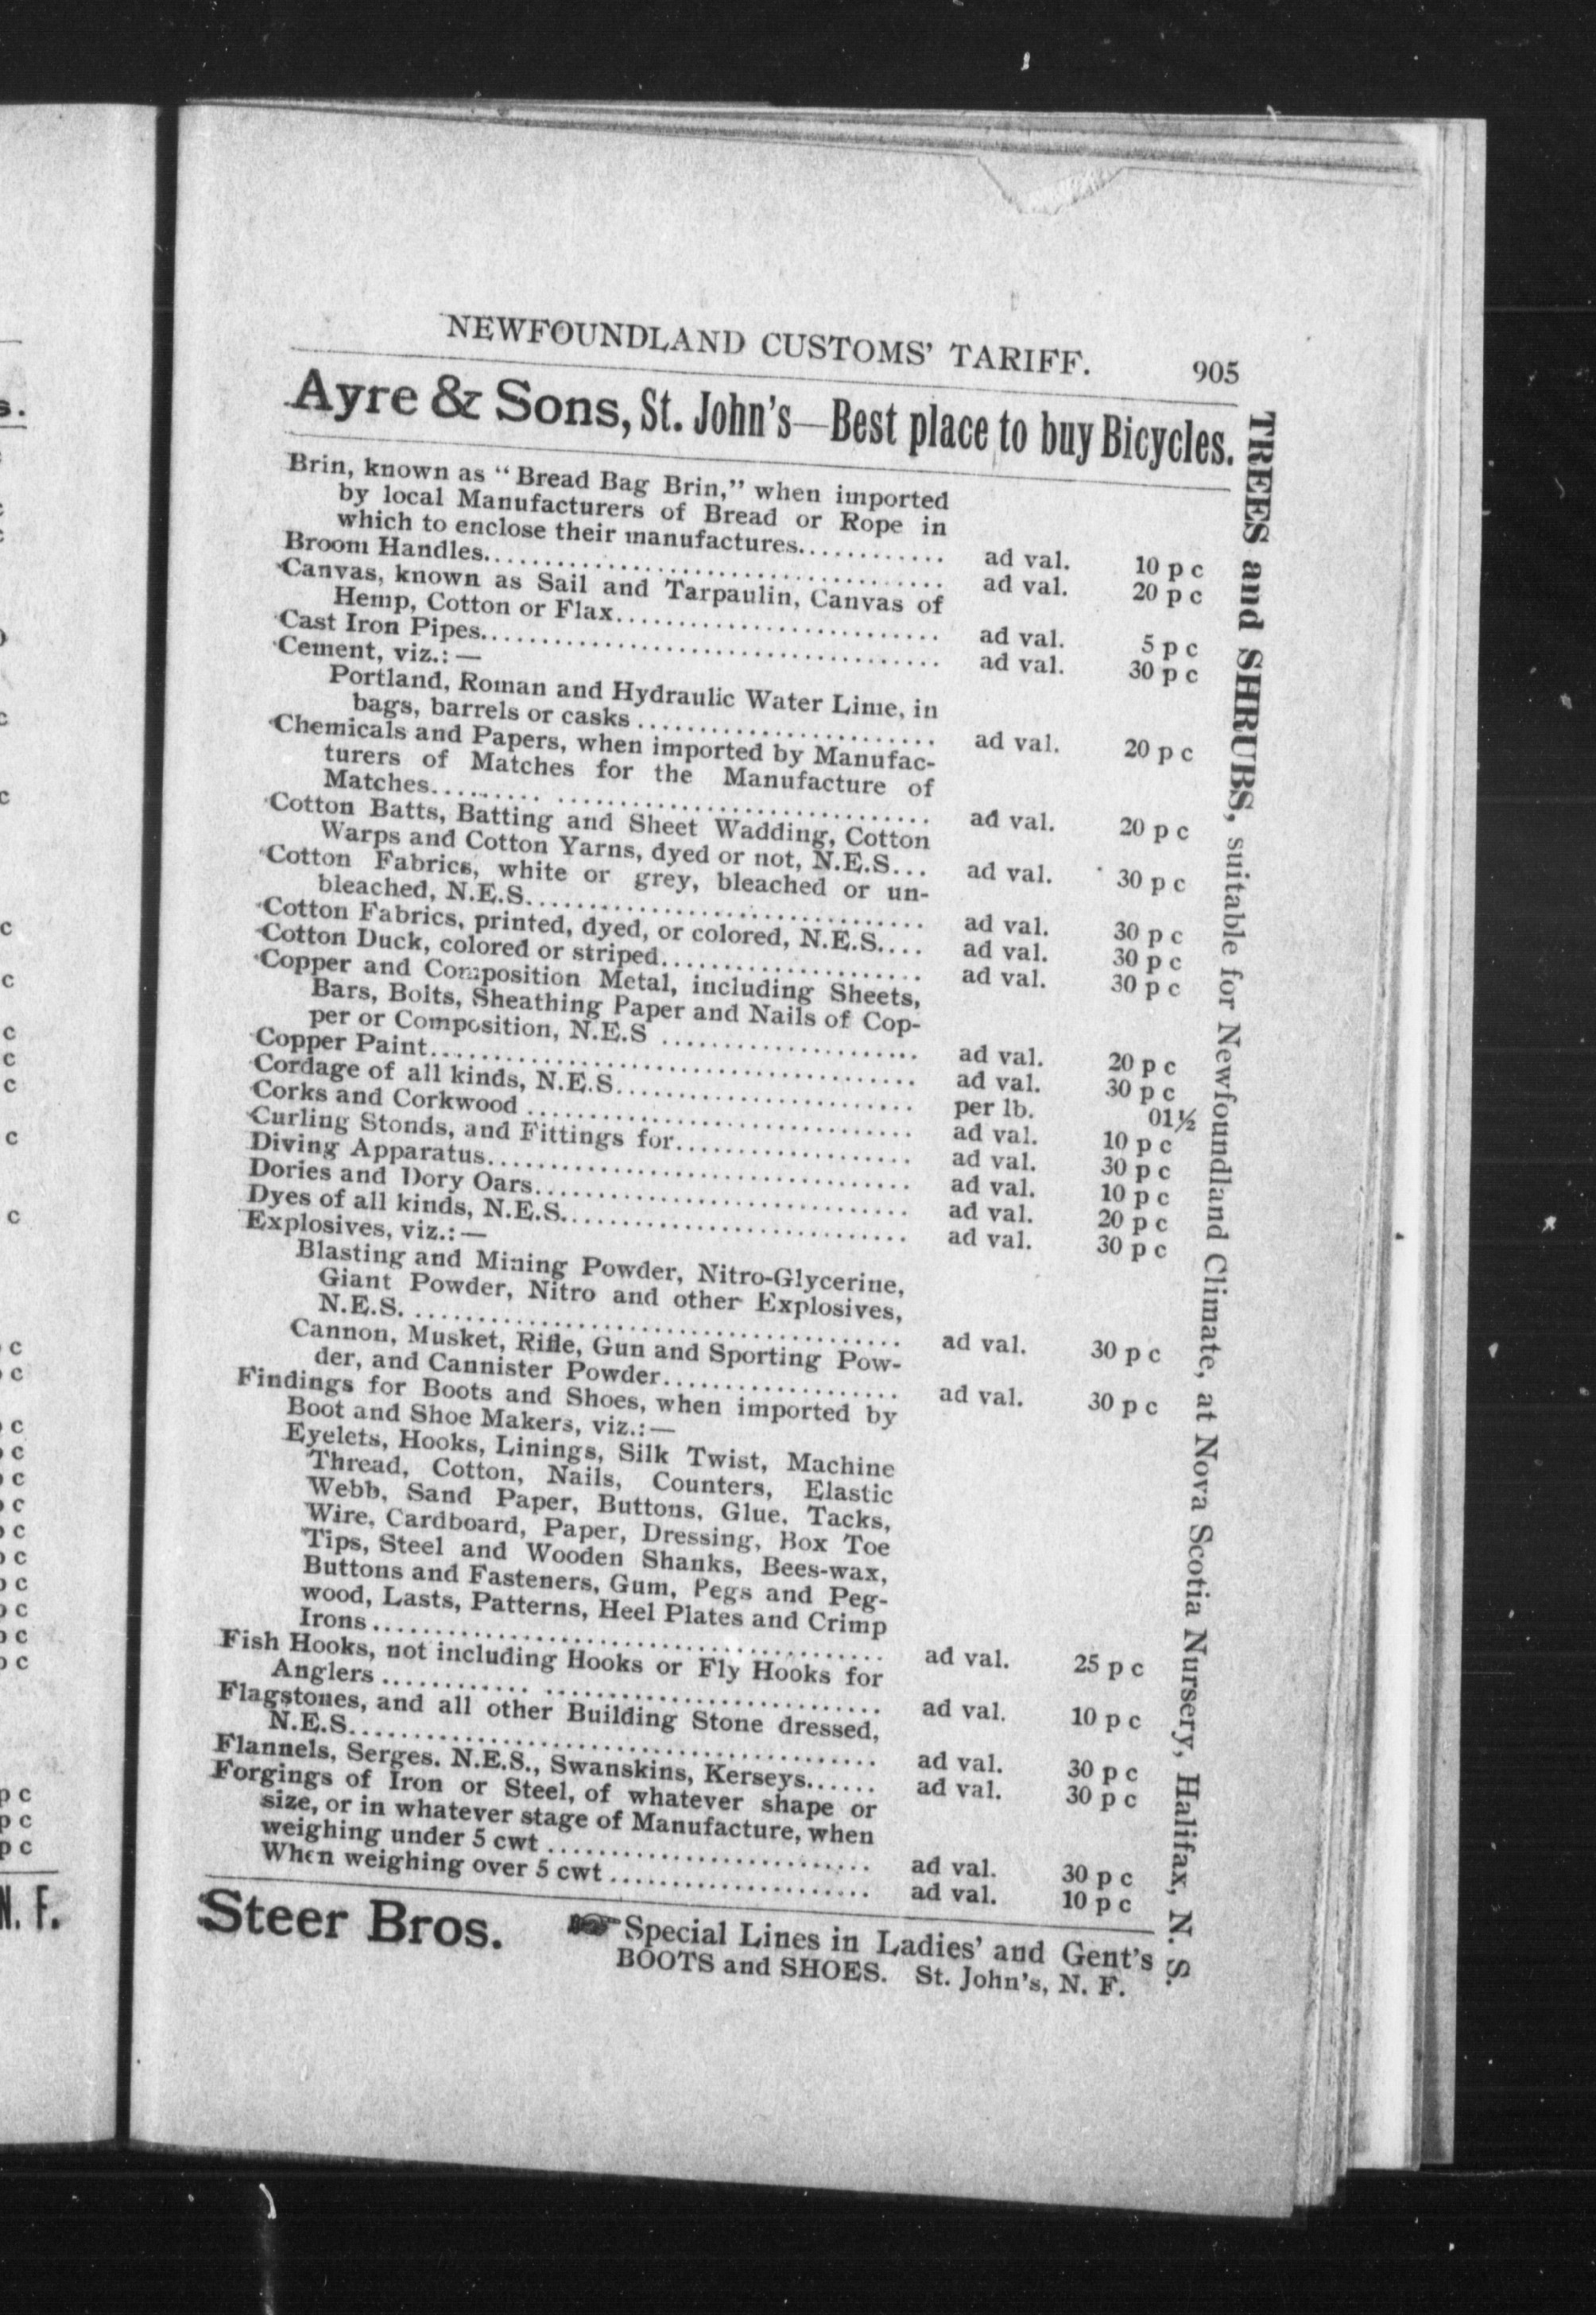 NEWFOUNDLAND CUSTOMS' TARIFF. 905
Ayre & Sons, St. John's—Best place to buy Bicycles.
Brin, known as "Bread Bag Brin," when imported
by local Manufacturers of Bread or Rope in
which to enclose their manufactures............ ad val. 10 p c
Broom Handles.................................... ad val. 20 p c
Canvas, known as Sail and Tarpaulin, Canvas of
Hemp, Cotton or Flax.......................... ad val. 5 p c
Cast Iron Pipes.................................... ad val. 30 p c
Cement, viz.:—
Portland, Roman and Hydraulic Water Lime, in
bags, barrels or casks........................ ad val. 20 p c
Chemicals and Papers, when imported by Manufac-
turers of Matches for the Manufacture of
Matches......... .............................. ad val. 20 p c
Cotton Batts, Batting and Sheet Wadding, Cotton
Warps and Cotton Yarns, dyed or not, N.E.S... ad val. 30 p c
Cotton Fabrics, white or grey, bleached or un-
bleached, N.E.S................................ ad val. 30 p c
Cotton Fabrics, printed, dyed, or colored, N.E.S.... ad val. 30 p c
Cotton Duck, colored or striped..................... ad val. 30 p c
Copper and Composition Metal, including Sheets,
Bars, Bolts, Sheathing Paper and Nails of Cop-
per or Composition, N.E.S .................... ad val. 20 p c
Copper Paint...................................... ad val. 30 p c
Cordage of all kinds, N.E.S........................ per lb. 01½
Corks and Corkwood .............................. ad val. 10 p c
Curling Stonds, and Fittings for................... ad val. 30 p c
Diving Apparatus................................. ad val. 10 p c
Dories and Dory Oars............................. ad val. 20 p c
Dyes of all kinds, N.E.S........................... ad val. 30 p c
Explosives, viz.:—
Blasting and Mining Powder, Nitro-Glycerine,
Giant Powder, Nitro and other Explosives,
N.E.S. ....................................... ad val. 30 p c
Cannon, Musket, Rifle, Gun and Sporting Pow-
der, and Cannister Powder................... ad val. 30 p c
Findings for Boots and Shoes, when imported by
Boot and Shoe Makers, viz.:—
Eyelets, Hooks, Linings, Silk Twist, Machine
Thread, Cotton, Nails, Counters, Elastic
Webb, Sand Paper, Buttons, Glue, Tacks,
Wire, Cardboard, Paper, Dressing, Box Toe
Tips, Steel and Wooden Shanks, Bees-wax,
Buttons and Fasteners, Gum, Pegs and Peg-
wood, Lasts, Patterns, Heel Plates and Crimp
Irons........................................ ad val. 25 p c
Fish Hooks, not including Hooks or Fly Hooks for
Anglers ............ ........................... ad val. 10 p c
Flagstones, and all other Building Stone dressed,
N.E.S.......................................... ad val. 30 p c
Flannels, Serges. N.E.S., Swanskins, Kerseys...... ad val. 30 p c
Forgings of Iron or Steel, of whatever shape or
size, or in whatever stage of Manufacture, when
weighing under 5 cwt .......................... ad val. 30 p c
When weighing over 5 cwt ..................... ad val. 10 p c
Steer Bros. ☞ Special Lines in Ladies' and Gent's
BOOTS and SHOES. St. John's, N. F.
TREES and SHRUBS, suitable for Newfoundland Climate, at Nova Scotia Nursery, Halifax, N. S.
N. F.